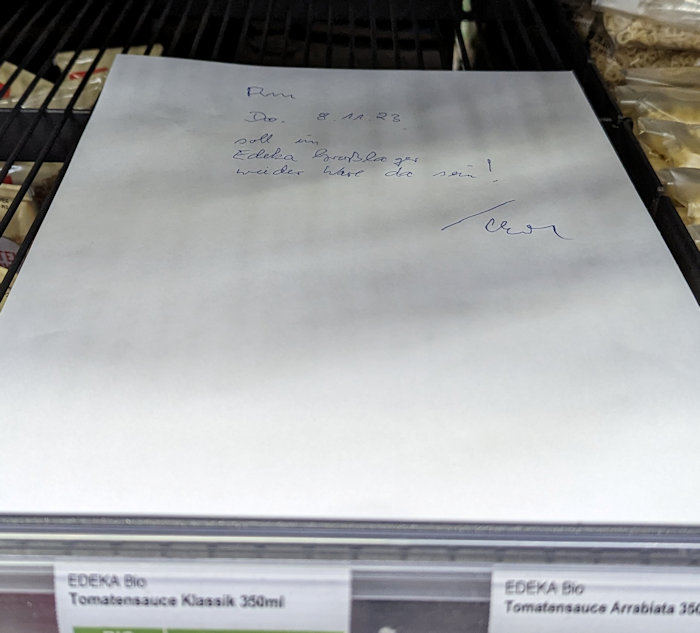 Am
Do. 8.11.23
soll im
Edeka Großlager
wieder Ware da sein!
EDEKA Bio
Tomatensauce Klassik 350ml
EDEKA Bio
Tomatensauce Arrabiata 350